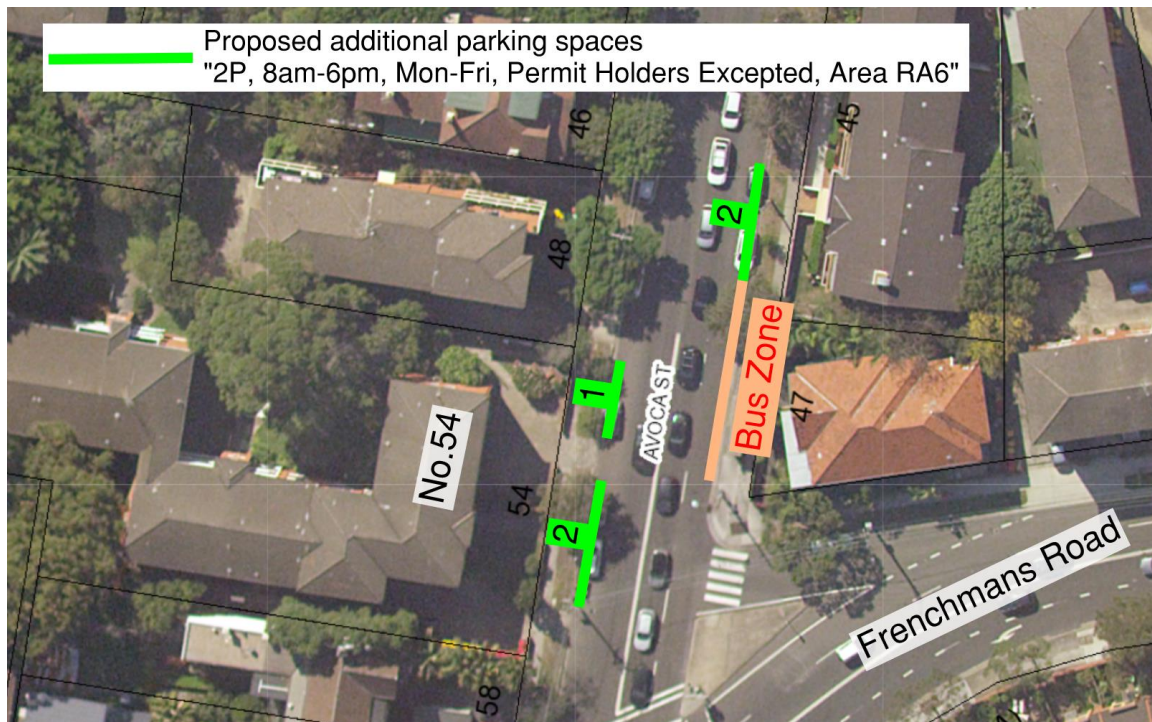 Proposed additional parking spaces
"2P, 8am-6pm, Mon-Fri, Permit Holders Excepted, Area RA6"
46
45
2
48
1
AVOCA ST
Bus Zone
47
No.54
54
2
Frenchmans Road
58